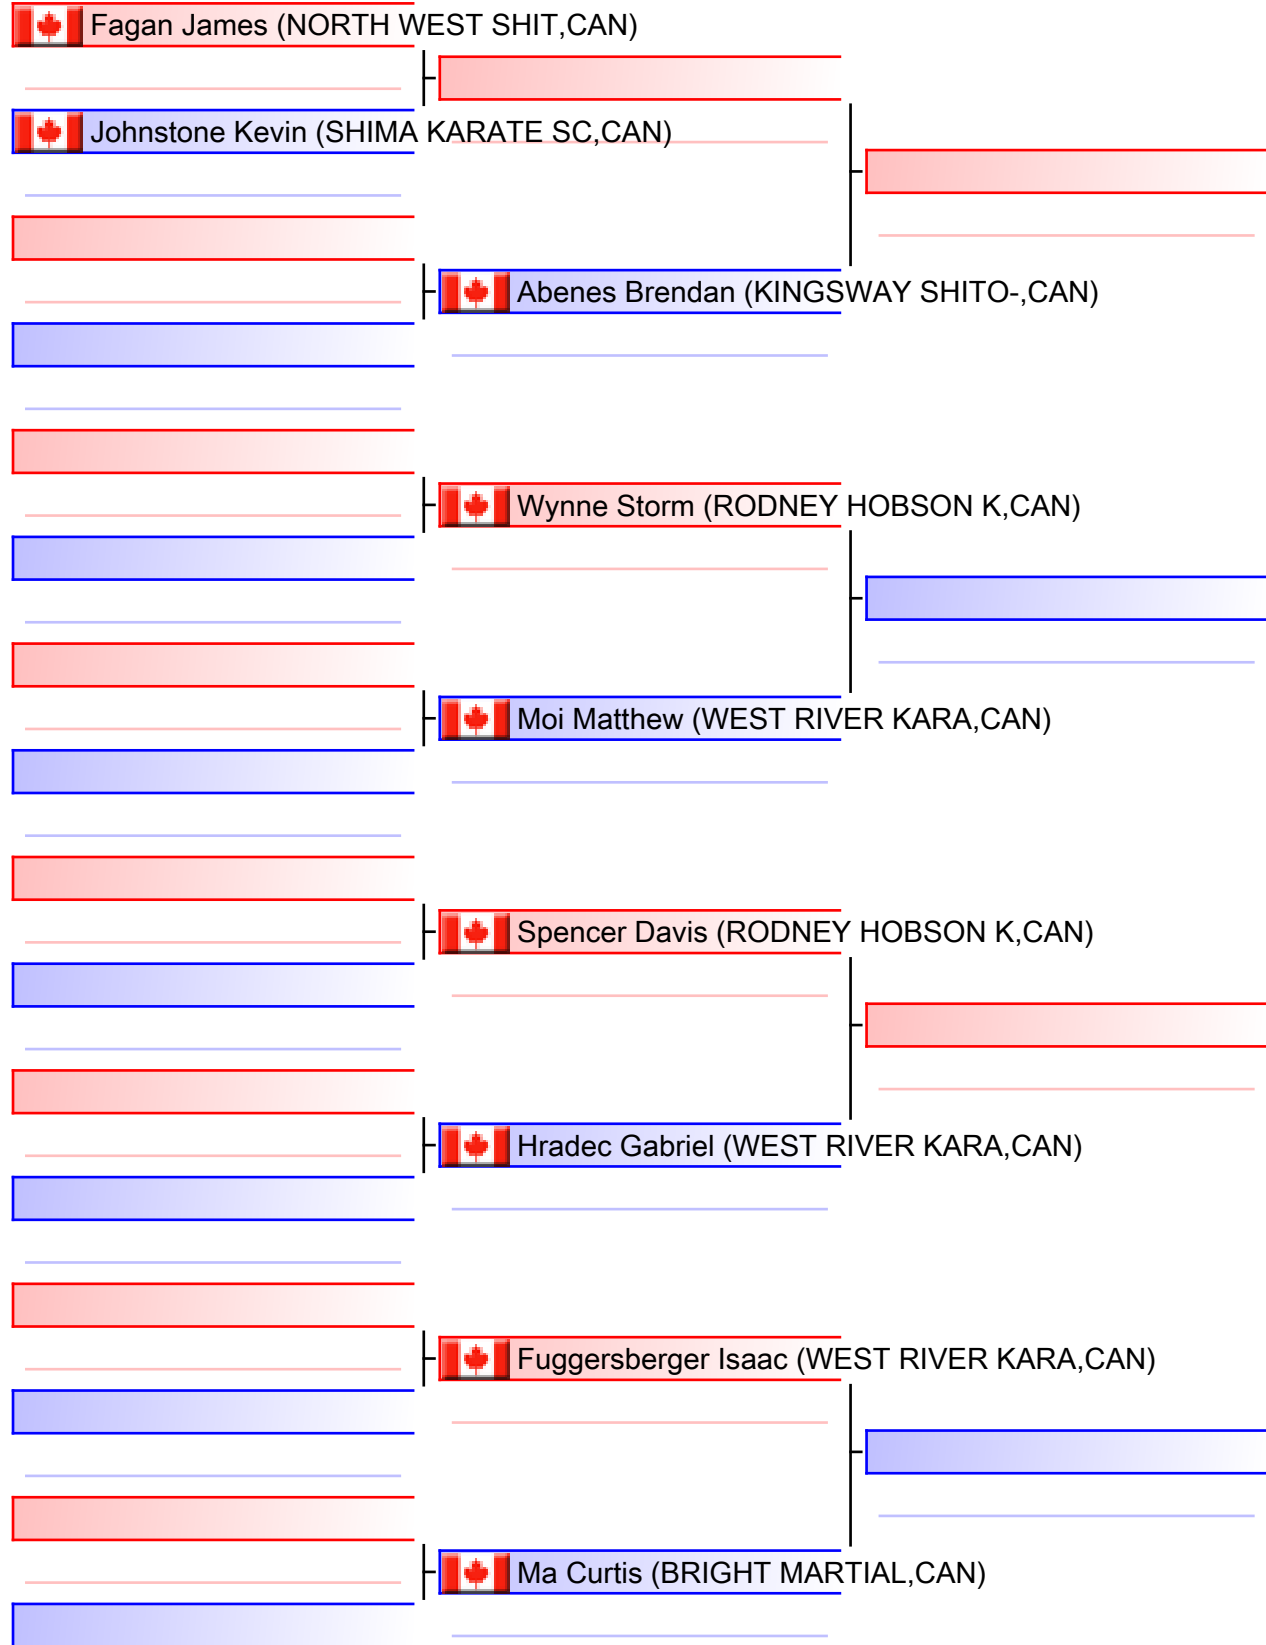 Fagan James (NORTH WEST SHIT,CAN)
Johnstone Kevin (SHIMA KARATE SC,CAN)
Abenes Brendan (KINGSWAY SHITO-,CAN)
Wynne Storm (RODNEY HOBSON K,CAN)
Moi Matthew (WEST RIVER KARA,CAN)
Spencer Davis (RODNEY HOBSON K,CAN)
Hradec Gabriel (WEST RIVER KARA,CAN)
Fuggersberger Isaac (WEST RIVER KARA,CAN)
Ma Curtis (BRIGHT MARTIAL,CAN)